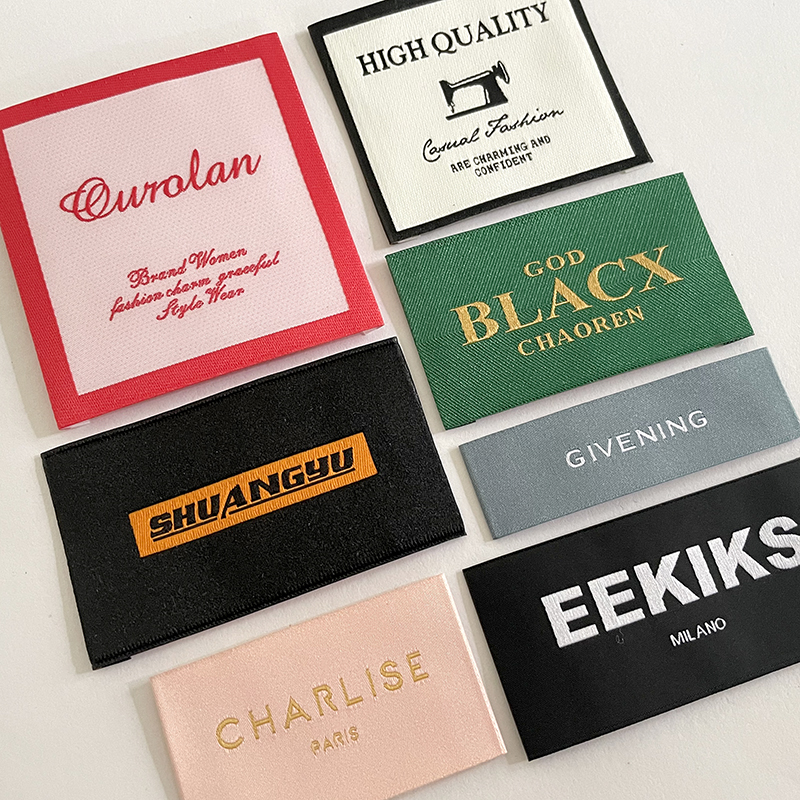 Ourolan
Brand Women
fashion charm graceful
Style Wear
HIGH QUALITY
Casual Fashion
ARE CHARMING AND
CONFIDENT
GOD
BLACX
CHAOREN
SHUANGYU
GIVENING
EEKIKS
MILANO
CHARLISE
PARIS